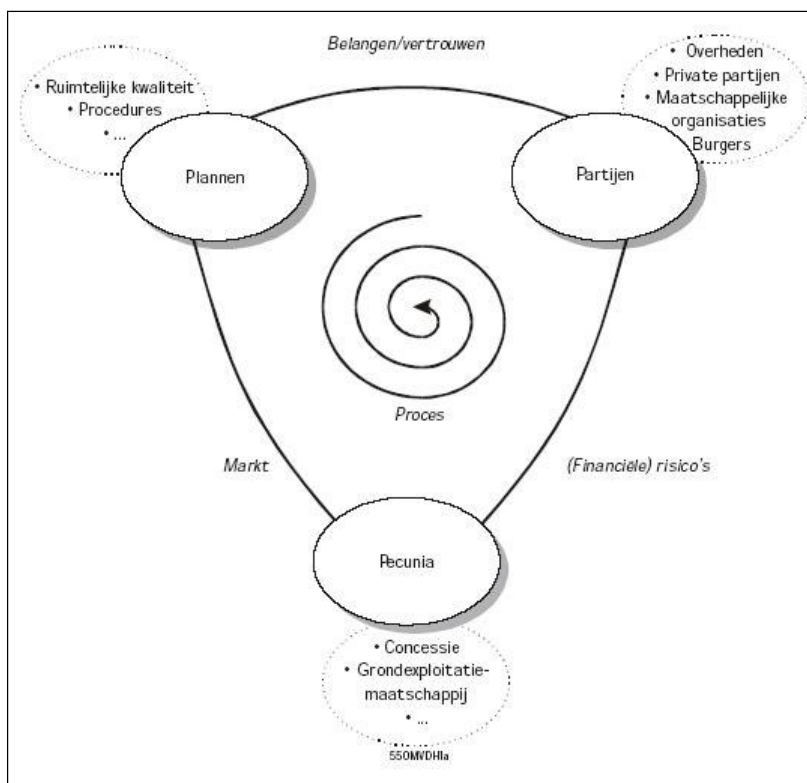 Belangen/vertrouwen
• Ruimtelijke kwaliteit
• Procedures
• ...
• Overheden
• Private partijen
• Maatschappelijke
organisaties
Burgers
Plannen
Partijen
Proces
Markt
(Financiële) risico's
Pecunia
• Concessie
• Grondexploitatie-
maatschappij
• ...
550MVDHla